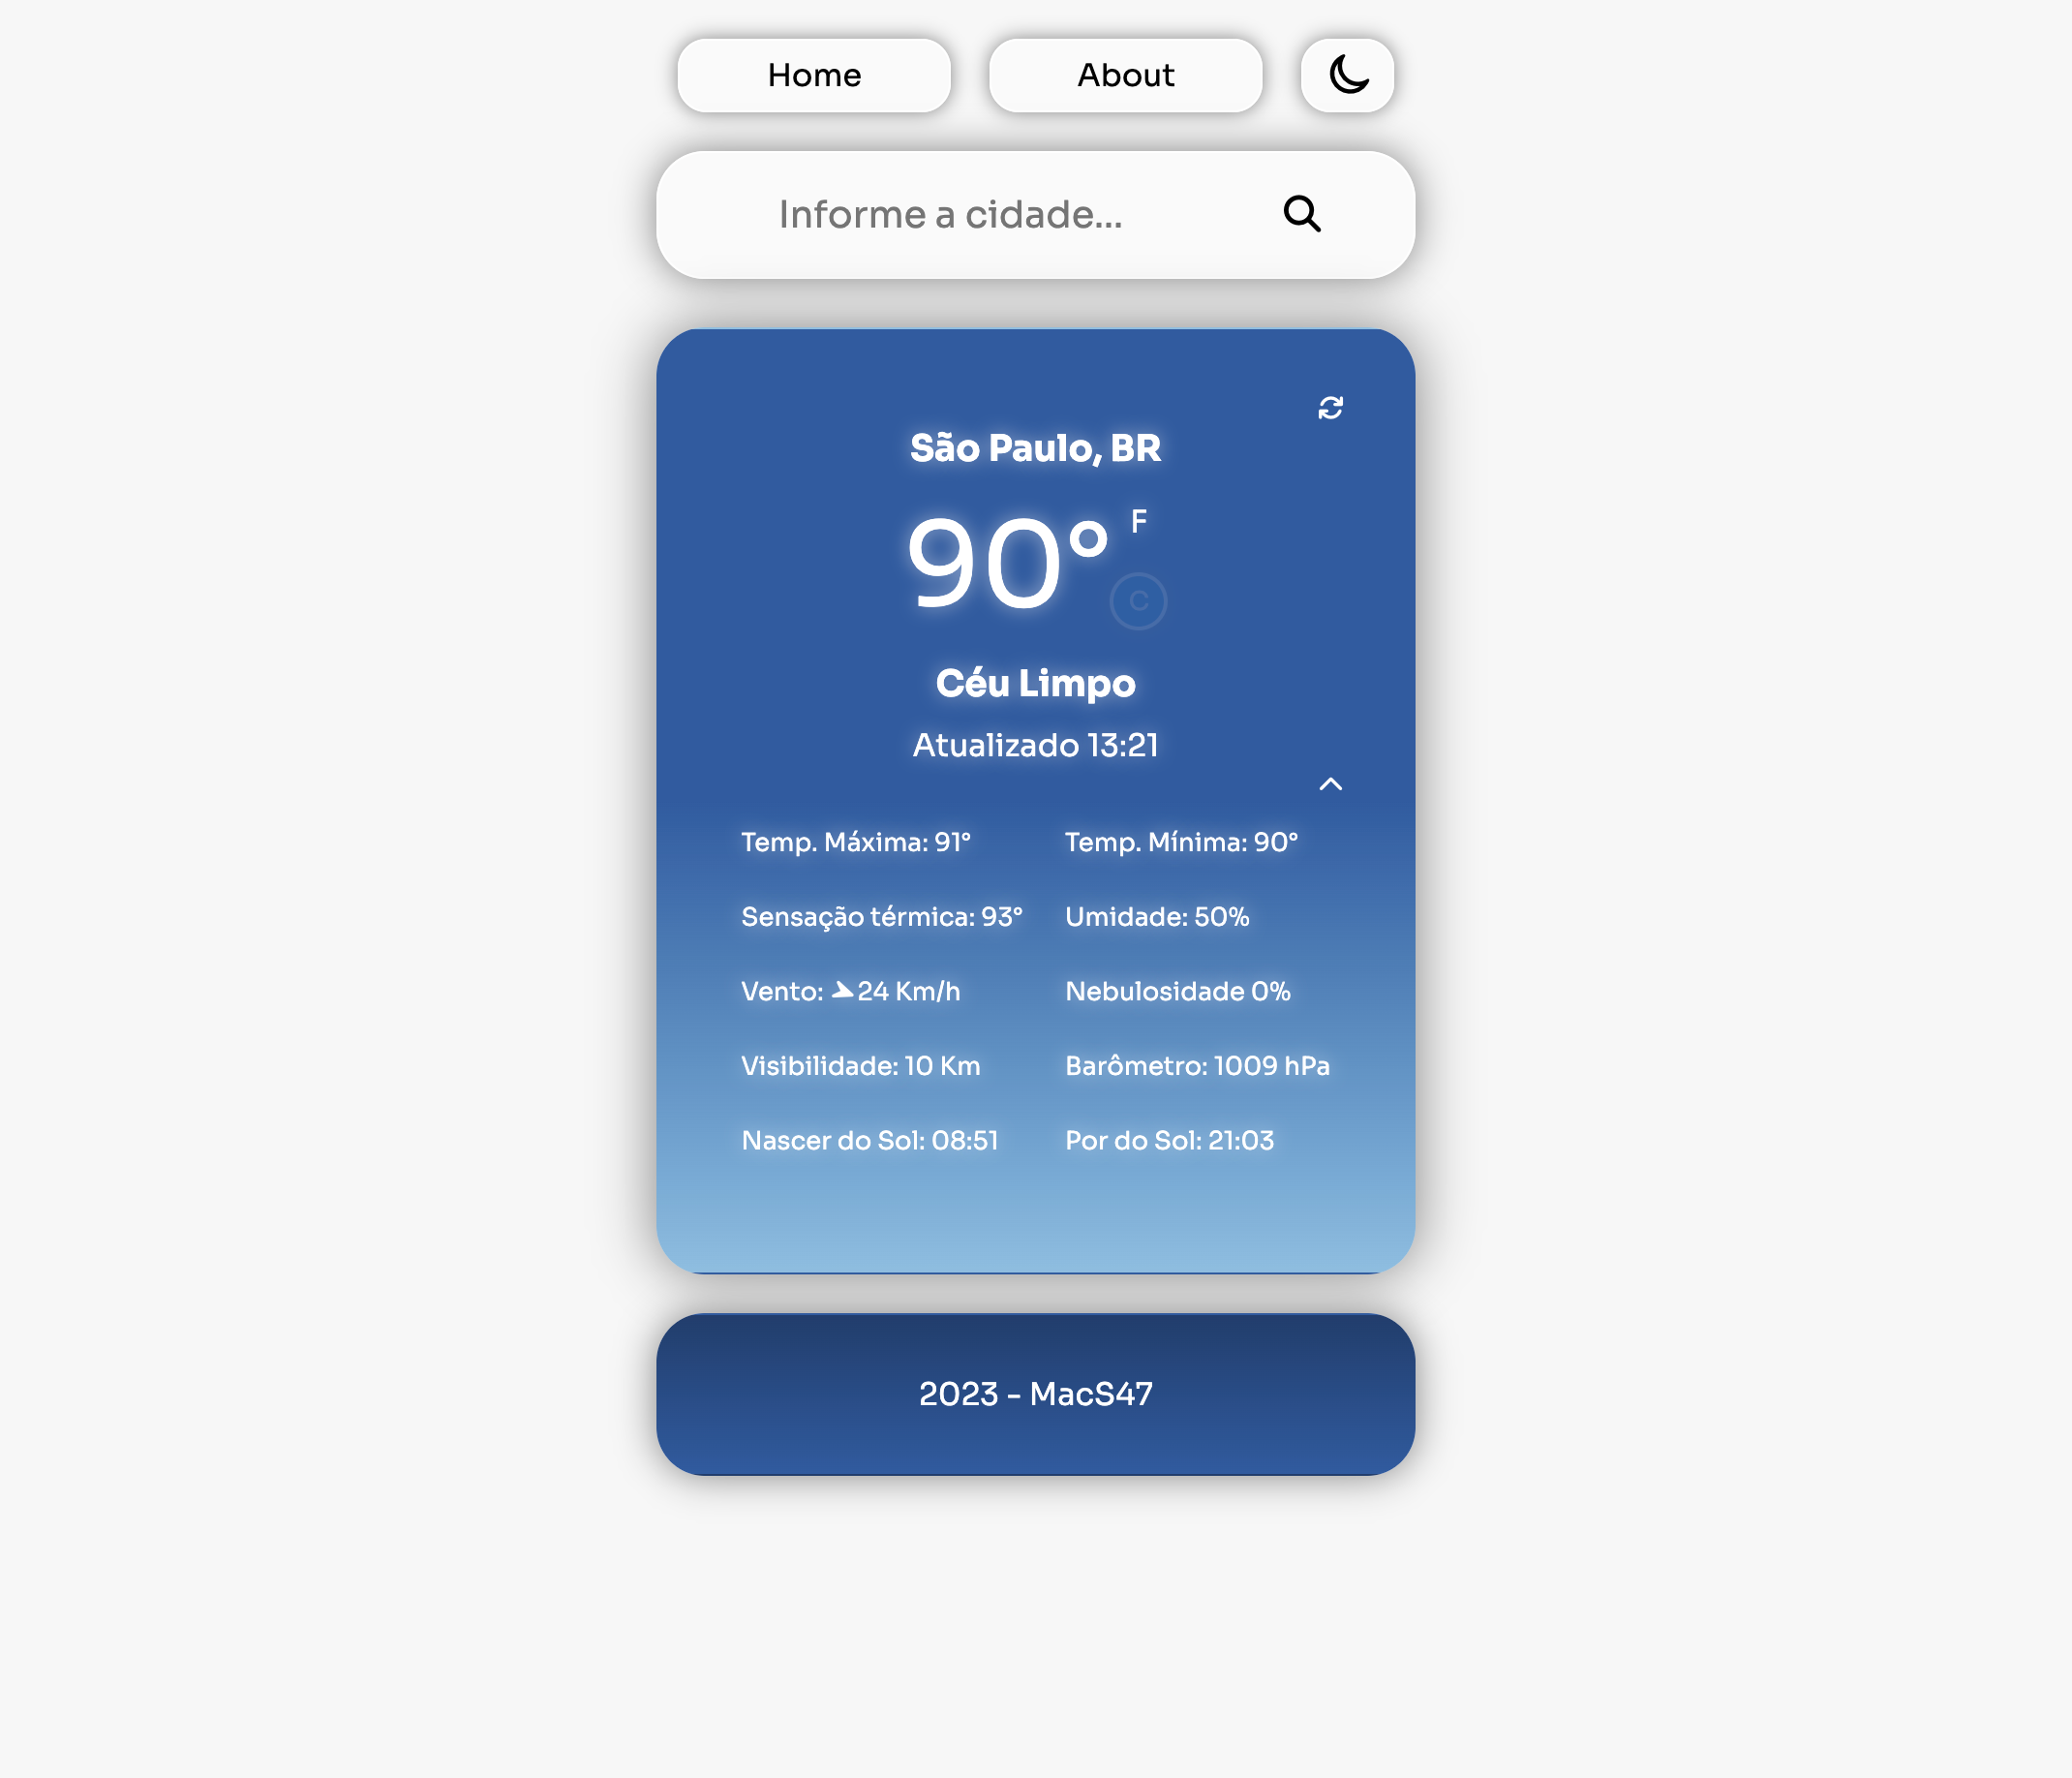 Home About
Informe a cidade...
São Paulo, BR
90° F
C
Céu Limpo
Atualizado 13:21
Temp. Máxima: 91° Temp. Mínima: 90°
Sensação térmica: 93° Umidade: 50%
Vento: 24 Km/h Nebulosidade 0%
Visibilidade: 10 Km Barômetro: 1009 hPa
Nascer do Sol: 08:51 Por do Sol: 21:03
2023 - MacS47